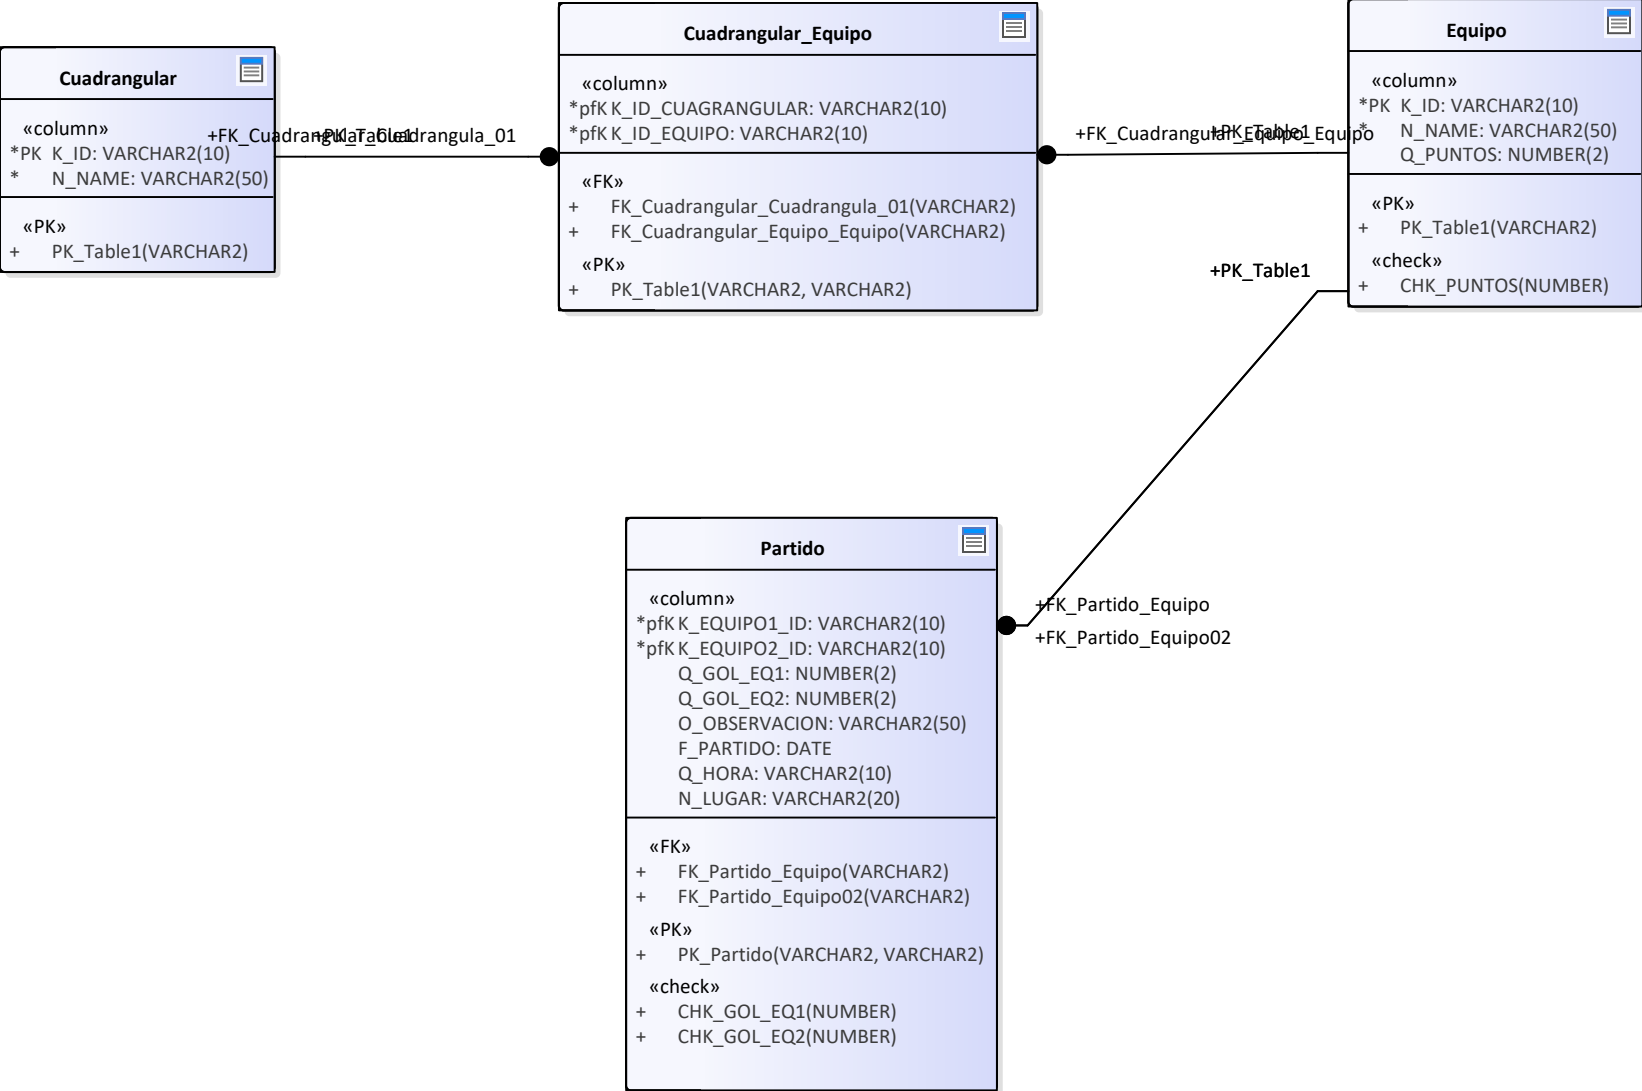 Cuadrangular
«column»
*PK K_ID: VARCHAR2(10)
* N_NAME: VARCHAR2(50)
«PK»
+ PK_Table1(VARCHAR2)
+FK_Cuadrangular_Cuadrangula_01
+PK_Table1
Cuadrangular_Equipo
«column»
*pfK K_ID_CUAGRANGULAR: VARCHAR2(10)
*pfK K_ID_EQUIPO: VARCHAR2(10)
«FK»
+ FK_Cuadrangular_Cuadrangula_01(VARCHAR2)
+ FK_Cuadrangular_Equipo_Equipo(VARCHAR2)
«PK»
+ PK_Table1(VARCHAR2, VARCHAR2)
+FK_Cuadrangular_Equipo_Equipo
+PK_Table1
Equipo
«column»
*PK K_ID: VARCHAR2(10)
* N_NAME: VARCHAR2(50)
Q_PUNTOS: NUMBER(2)
«PK»
+ PK_Table1(VARCHAR2)
«check»
+ CHK_PUNTOS(NUMBER)
+PK_Table1
+FK_Partido_Equipo
+FK_Partido_Equipo02
Partido
«column»
*pfK K_EQUIPO1_ID: VARCHAR2(10)
*pfK K_EQUIPO2_ID: VARCHAR2(10)
Q_GOL_EQ1: NUMBER(2)
Q_GOL_EQ2: NUMBER(2)
O_OBSERVACION: VARCHAR2(50)
F_PARTIDO: DATE
Q_HORA: VARCHAR2(10)
N_LUGAR: VARCHAR2(20)
«FK»
+ FK_Partido_Equipo(VARCHAR2)
+ FK_Partido_Equipo02(VARCHAR2)
«PK»
+ PK_Partido(VARCHAR2, VARCHAR2)
«check»
+ CHK_GOL_EQ1(NUMBER)
+ CHK_GOL_EQ2(NUMBER)